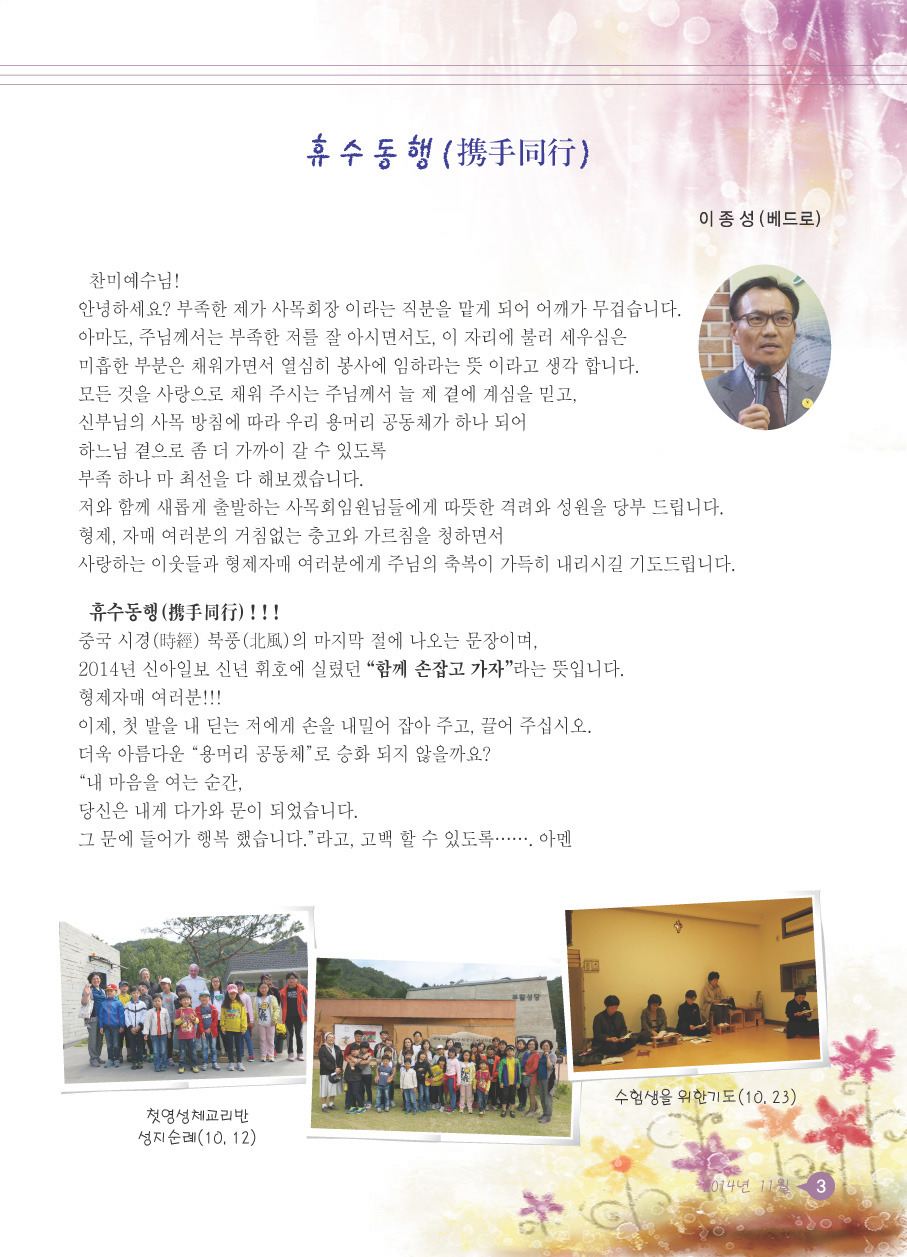 휴수동행(携手同行)
이종성(베드로)
찬미예수님!
안녕하세요? 부족한 제가 사목회장 이라는 직분을 맡게 되어 어깨가 무겁습니다.
아마도, 주님께서는 부족한 저를 잘 아시면서도, 이 자리에 불러 세우심은
미흡한 부분은 채워가면서 열심히 봉사에 임하라는 뜻 이라고 생각 합니다.
모든 것을 사랑으로 채워 주시는 주님께서 늘 제 곁에 계심을 믿고,
신부님의 사목 방침에 따라 우리 용머리 공동체가 하나 되어
하느님 곁으로 좀 더 가까이 갈 수 있도록
부족 하나 마 최선을 다 해보겠습니다.
저와 함께 새롭게 출발하는 사목회임원님들에게 따뜻한 격려와 성원을 당부 드립니다.
형제, 자매 여러분의 거침없는 충고와 가르침을 청하면서
사랑하는 이웃들과 형제자매 여러분에게 주님의 축복이 가득히 내리시길 기도드립니다.
휴수동행(携手同行)!!!
중국 시경(時經) 북풍(北風)의 마지막 절에 나오는 문장이며,
2014년 신아일보 신년 휘호에 실렸던 “함께 손잡고 가자”라는 뜻입니다.
형제자매 여러분!!!
이제, 첫 발을 내 딛는 저에게 손을 내밀어 잡아 주고, 끌어 주십시오.
더욱 아름다운 “용머리 공동체”로 승화 되지 않을까요?
“내 마음을 여는 순간,
당신은 내게 다가와 문이 되었습니다.
그 문에 들어가 행복 했습니다.”라고, 고백 할 수 있도록……. 아멘
부활성당
첫영성체교리반
성지순례(10, 12)
수험생을 위한기도(10, 23)
2014년 11월 3